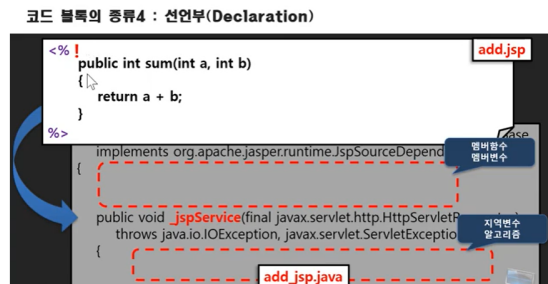 코드 블록의 종류4 : 선언부(Declaration)
<%!
add.jsp
public int sum(int a, int b)
{
return a + b;
}
%>
implements org.apache.jasper.runtime.JspSourceDepend
멤버함수
멤버변수
{
public void _jspService(final javax.servlet.http.HttpServletR
지역변수
알고리즘
throws java.io.IOException, javax.servlet.ServletExceptio
{
add_jsp.java